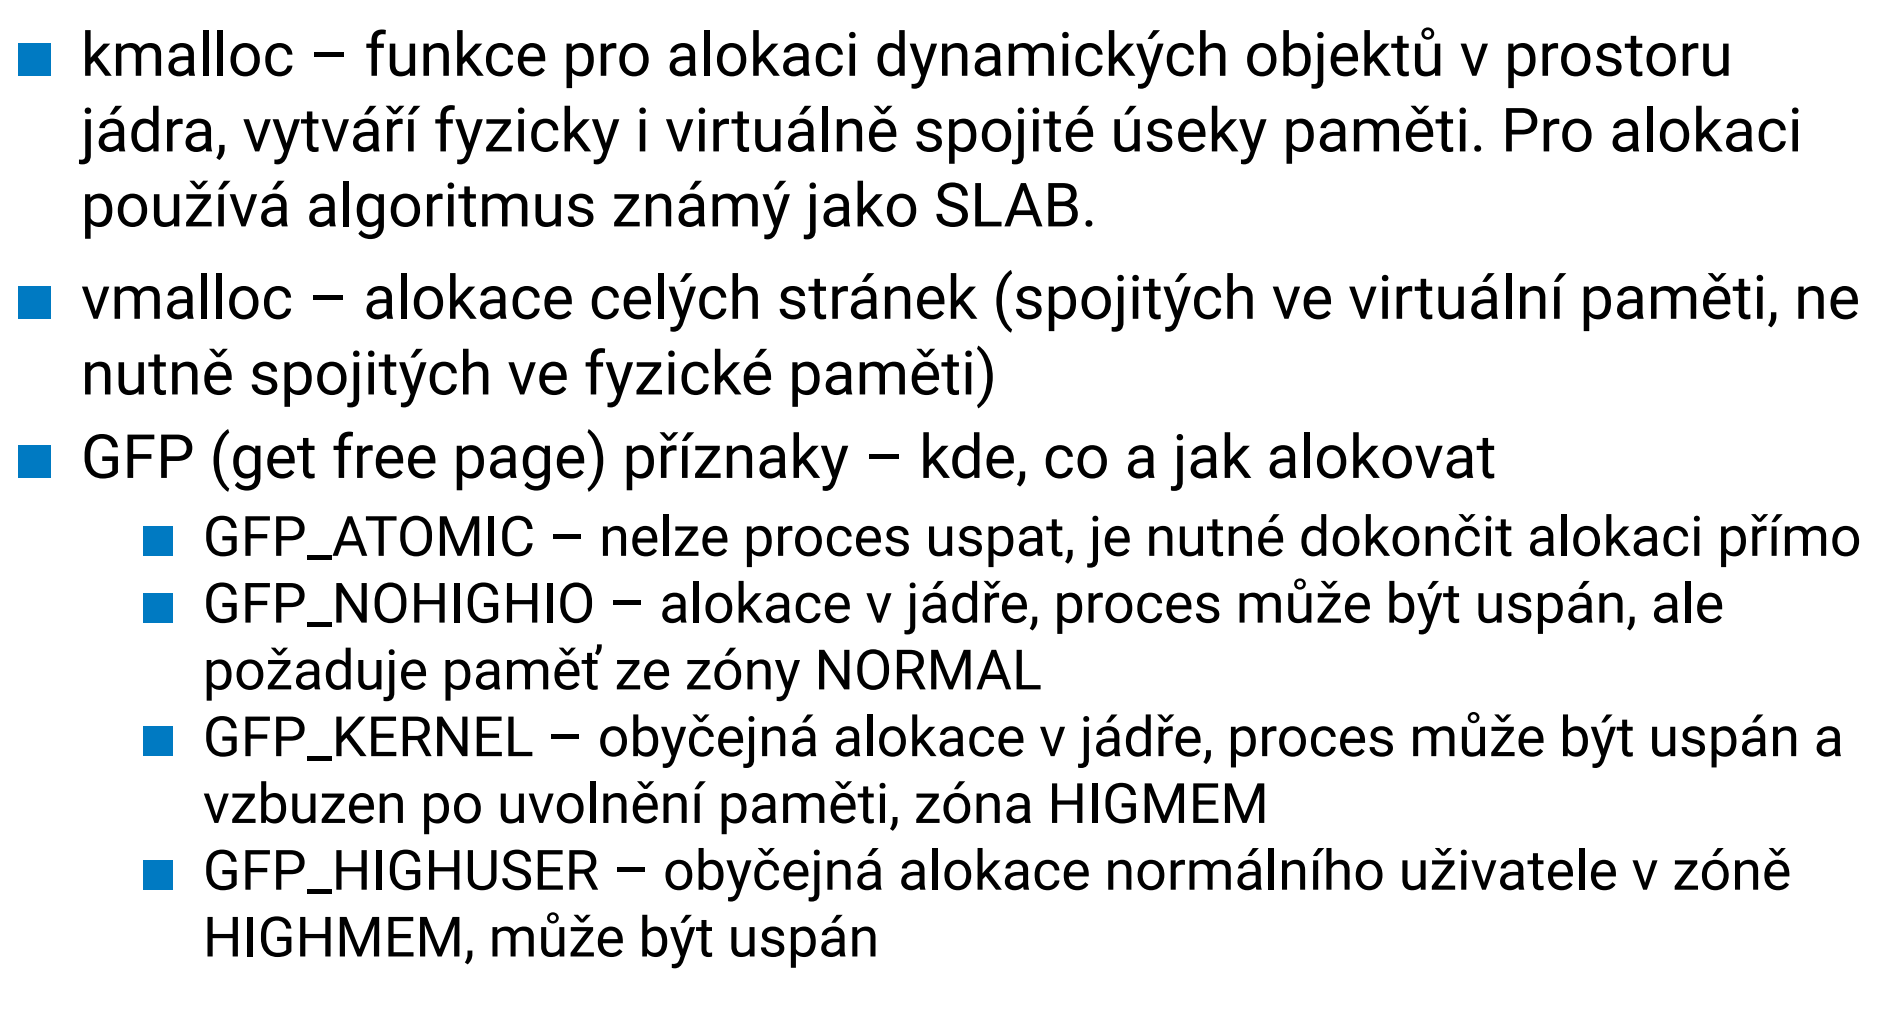 kmalloc – funkce pro alokaci dynamických objektů v prostoru
jádra, vytváří fyzicky i virtuálně spojité úseky paměti. Pro alokaci
používá algoritmus známý jako SLAB.
vmalloc – alokace celých stránek (spojitých ve virtuální paměti, ne
nutně spojitých ve fyzické paměti)
GFP (get free page) příznaky – kde, co a jak alokovat
GFP_ATOMIC – nelze proces uspat, je nutné dokončit alokaci přímo
GFP_NOHIGHIO – alokace v jádře, proces může být uspán, ale
požaduje paměť ze zóny NORMAL
GFP_KERNEL – obyčejná alokace v jádře, proces může být uspán a
vzbuzen po uvolnění paměti, zóna HIGMEM
GFP_HIGHUSER – obyčejná alokace normálního uživatele v zóně
HIGHMEM, může být uspán